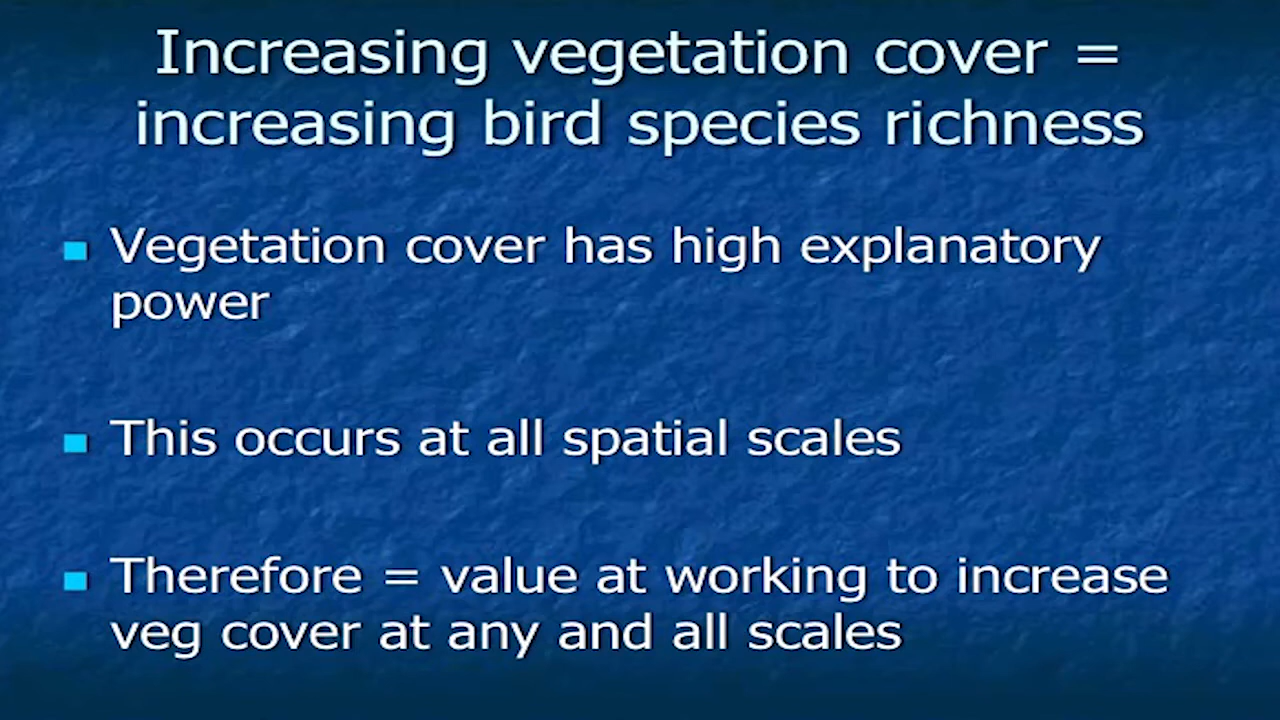 Increasing vegetation cover =
increasing bird species richness
Vegetation cover has high explanatory
power
This occurs at all spatial scales
Therefore = value at working to increase
veg cover at any and all scales